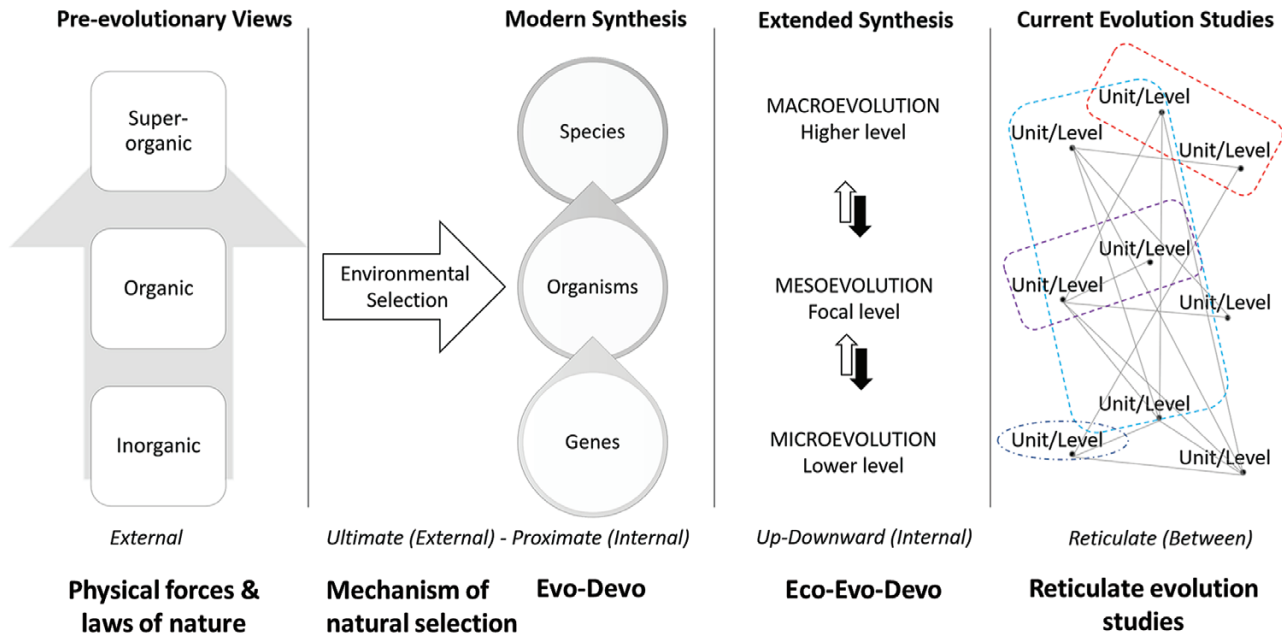 Pre-evolutionary Views
Super-
organic
Organic
Inorganic
External
Physical forces &
laws of nature
Modern Synthesis
Environmental
Selection
Species
Organisms
Genes
Ultimate (External) - Proximate (Internal)
Mechanism of
natural selection
Evo-Devo
Extended Synthesis
MACROEVOLUTION
Higher level
MESOEVOLUTION
Focal level
MICROEVOLUTION
Lower level
Up-Downward (Internal)
Eco-Evo-Devo
Current Evolution Studies
Unit/Level
Unit/Level
Unit/Level
Unit/Level
Unit/Level
Unit/Level
Unit/Level
Unit/Level
Unit/Level
Reticulate (Between)
Reticulate evolution
studies